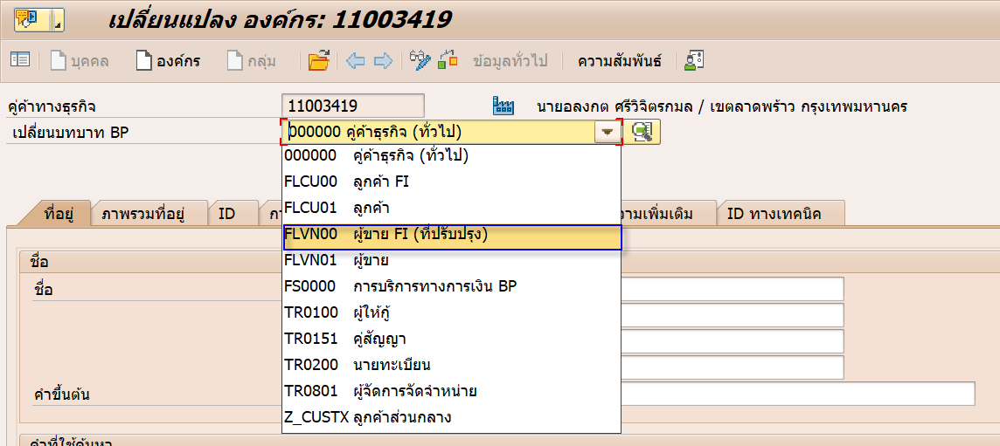 เปลี่ยนแปลง องค์กร: 11003419
บุคคล องค์กร กลุ่ม ข้อมูลทั่วไป ความสัมพันธ์
คู่ค้าทางธุรกิจ 11003419 นายอลงกต ศรีวิจิตรกมล / เขตลาดพร้าว กรุงเทพมหานคร
เปลี่ยนบทบาท BP 000000 คู่ค้าธุรกิจ (ทั่วไป)
000000 คู่ค้าธุรกิจ (ทั่วไป)
FLCU00 ลูกค้า FI
FLCU01 ลูกค้า
ที่อยู่ ภาพรวมที่อยู่ ID ID ทางเทคนิค
FLVN00 ผู้ขาย FI (ที่ปรับปรุง)
ชื่อ FLVN01 ผู้ขาย
ชื่อ FS0000 การบริการทางการเงิน BP
TR0100 ผู้ให้กู้
TR0151 คู่สัญญา
TR0200 นายทะเบียน
คำขึ้นต้น TR0801 ผู้จัดการจัดจำหน่าย
Z_CUSTX ลูกค้าส่วนกลาง
คำที่ใช้ค้นหา